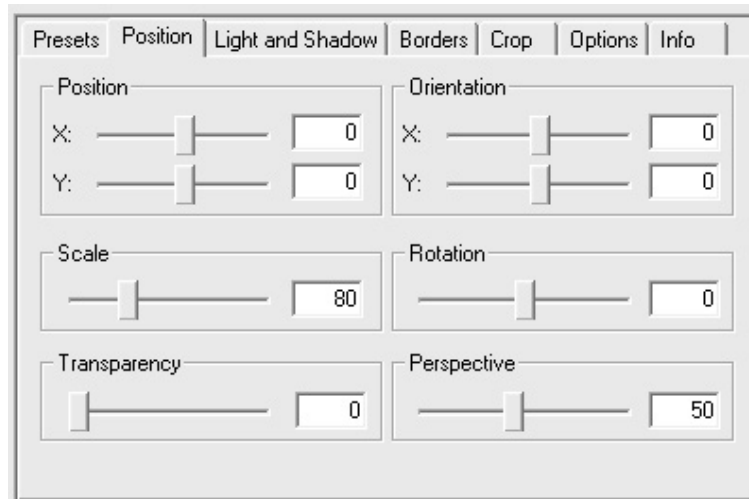 Presets Position Light and Shadow Borders Crop Options Info
Position
X: 0
Y: 0
Orientation
X: 0
Y: 0
Scale
80
Rotation
0
Transparency
0
Perspective
50